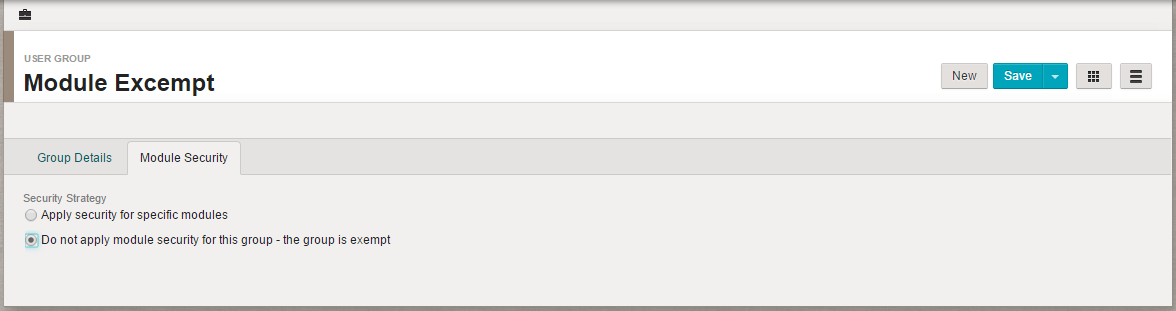 USER GROUP
Module Excempt
New
Save
Group Details
Module Security
Security Strategy
Apply security for specific modules
Do not apply module security for this group - the group is exempt